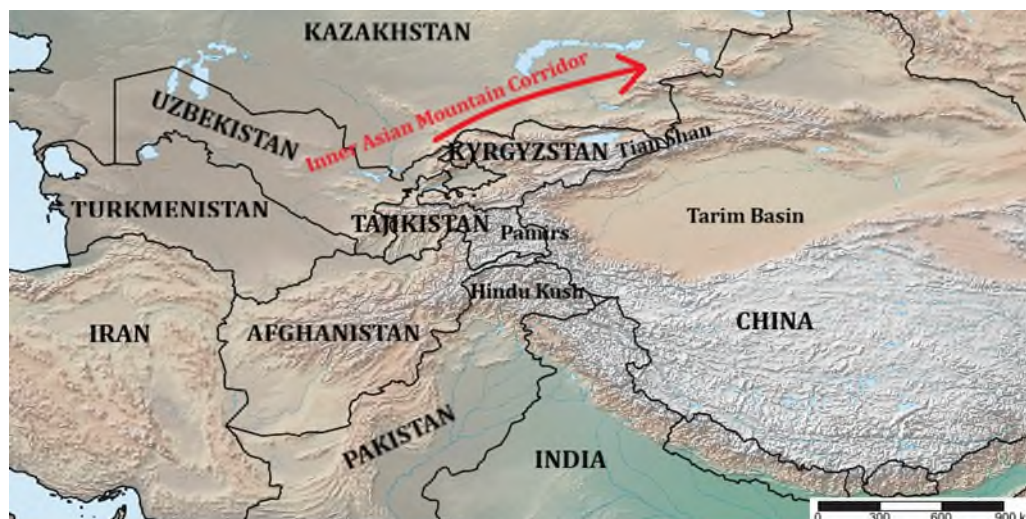 KAZAKHSTAN
Inner Asian Mountain Corridor
UZBEKISTAN
KYRGYZSTAN
Tian Shan
TURKMENISTAN
TAJIKISTAN
Tarim Basin
Pamirs
Hindu Kush
IRAN
AFGHANISTAN
CHINA
PAKISTAN
INDIA
0 300 600 900 k